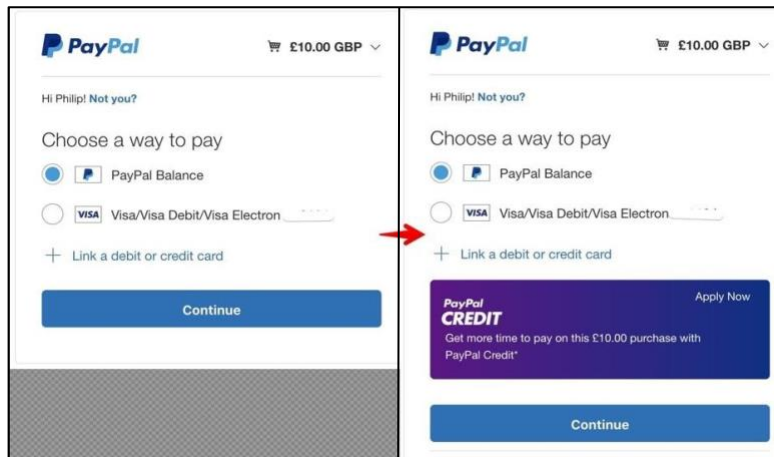 PayPal
£10.00 GBP
Hi Philip! Not you?
Choose a way to pay
PayPal Balance
VISA Visa/Visa Debit/Visa Electron
+ Link a debit or credit card
Continue
PayPal
£10.00 GBP
Hi Philip! Not you?
Choose a way to pay
PayPal Balance
VISA Visa/Visa Debit/Visa Electron
+ Link a debit or credit card
PayPal
CREDIT
Apply Now
Get more time to pay on this £10.00 purchase with
PayPal Credit*
Continue